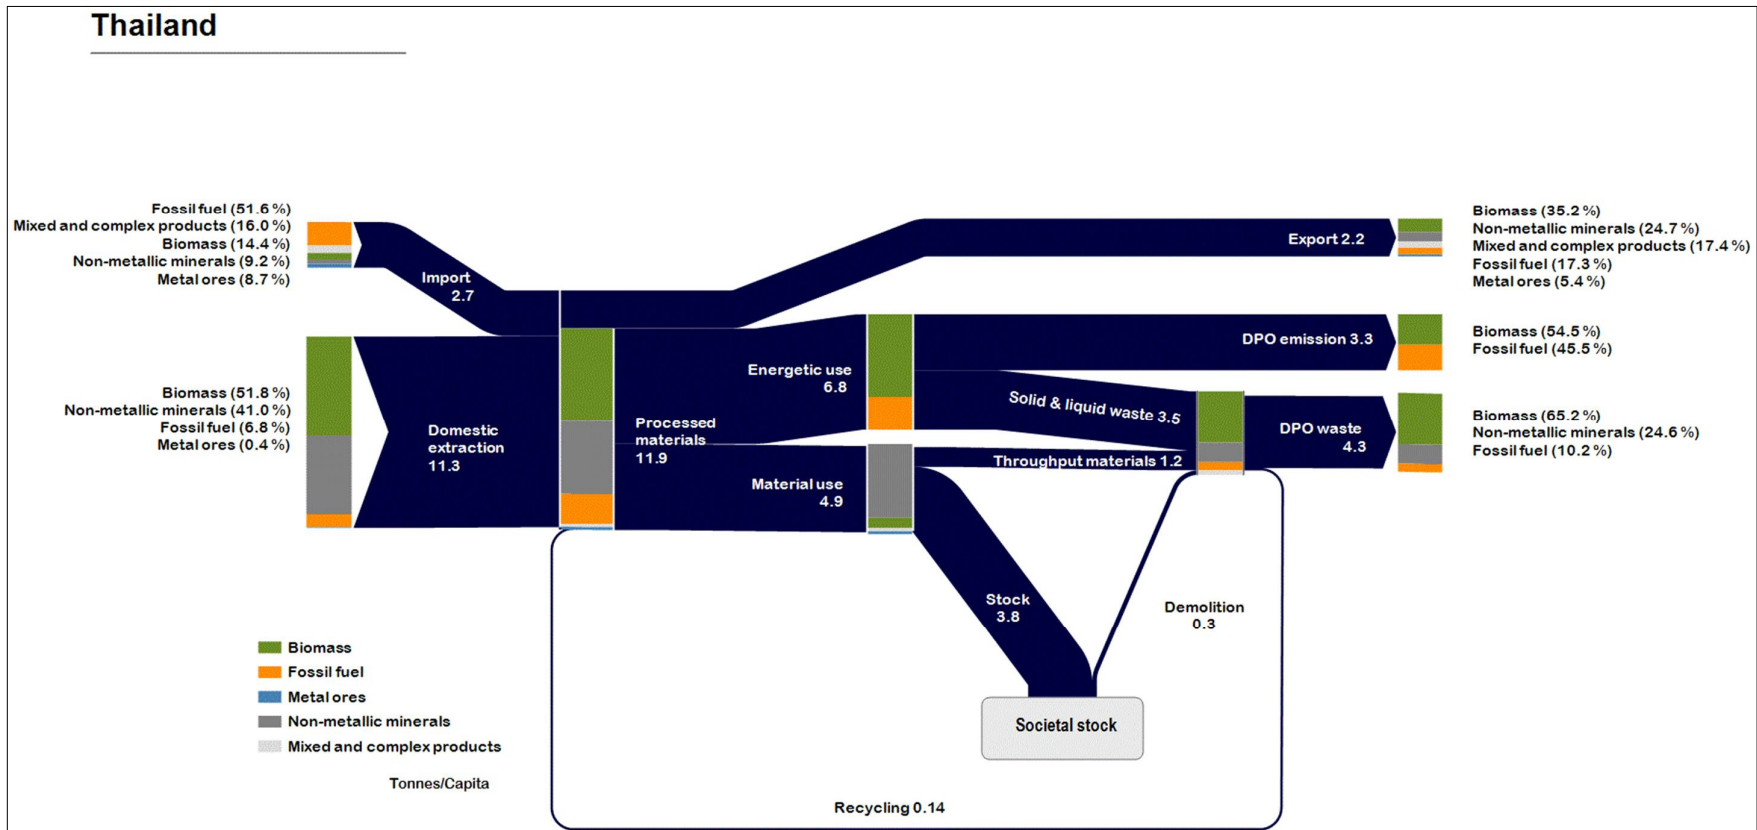 Thailand
Fossil fuel (51.6 %)
Mixed and complex products (16.0 %)
Biomass (14.4 %)
Non-metallic minerals (9.2 %)
Metal ores (8.7 %)
Import
2.7
Export 2.2
Biomass (35.2 %)
Non-metallic minerals (24.7 %)
Mixed and complex products (17.4 %)
Fossil fuel (17.3 %)
Metal ores (5.4 %)
Biomass (51.8 %)
Non-metallic minerals (41.0 %)
Fossil fuel (6.8 %)
Metal ores (0.4 %)
Domestic
extraction
11.3
Processed
materials
11.9
Energetic use
6.8
Material use
4.9
DPO emission 3.3
Biomass (54.5 %)
Fossil fuel (45.5 %)
Solid & liquid waste 3.5
Throughput materials 1.2
DPO waste
4.3
Biomass (65.2 %)
Non-metallic minerals (24.6 %)
Fossil fuel (10.2 %)
Stock
3.8
Demolition
0.3
Societal stock
Biomass
Fossil fuel
Metal ores
Non-metallic minerals
Mixed and complex products
Tonnes/Capita
Recycling 0.14